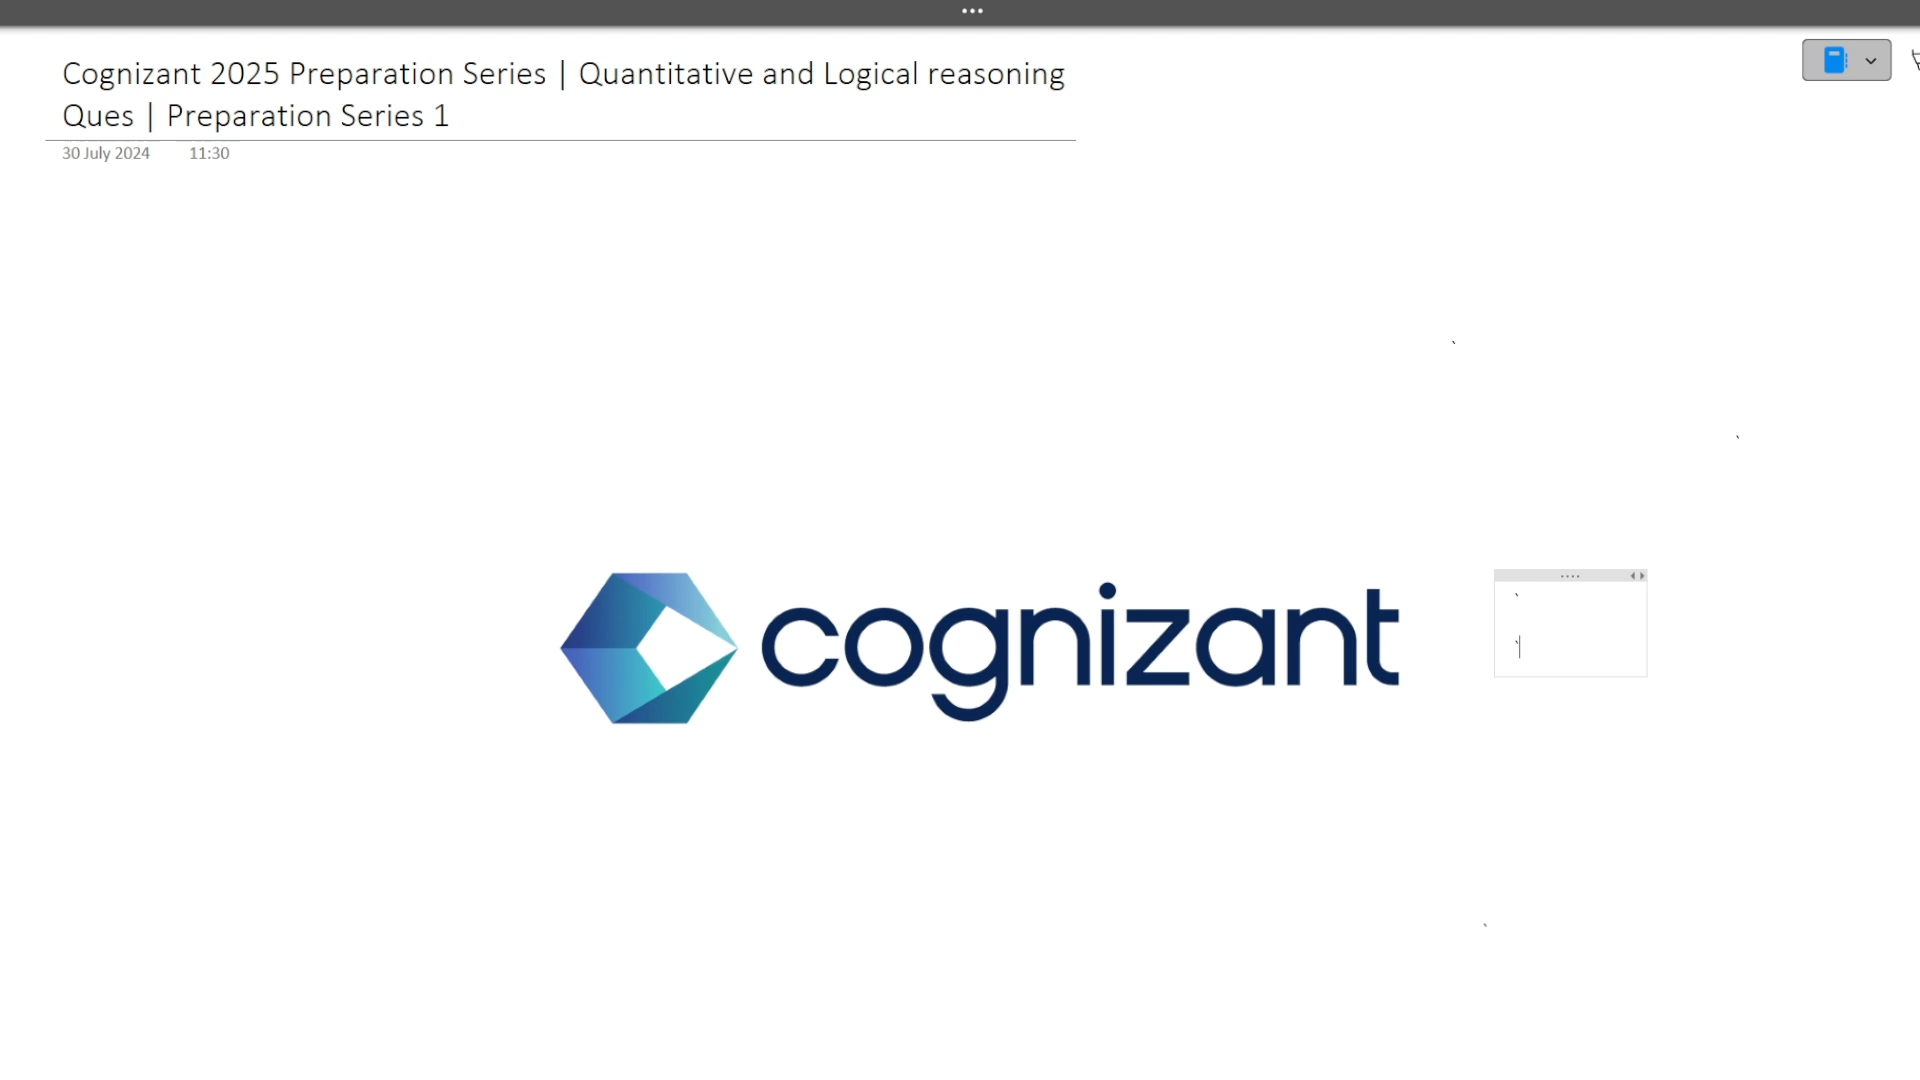 Cognizant 2025 Preparation Series | Quantitative and Logical reasoning
Ques | Preparation Series 1
30 July 2024 11:30
cognizant